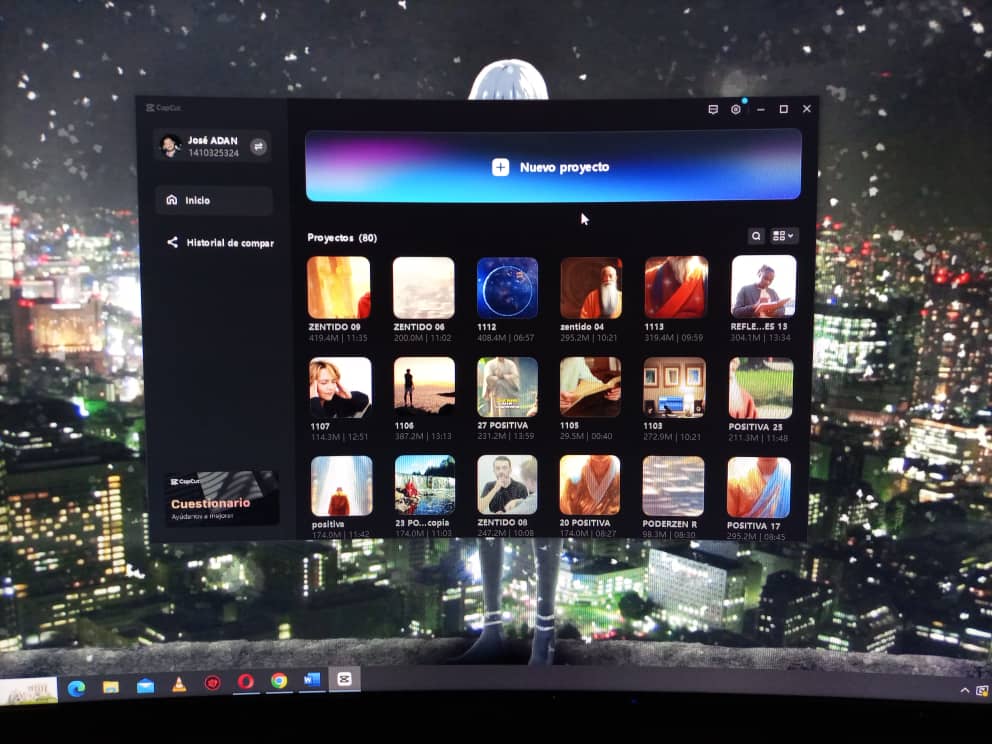 CapCut
José ADAN
1410325324
Inicio
Historial de compar
CapCut
Cuestionario
Ayúdanos a mejorar
Nuevo proyecto
Proyectos (80)
ZENTIDO 09
419.4M | 11:35
ZENTIDO 06
200.0M | 11:02
1112
408.4M | 06:57
zentido 04
295.2M | 10:21
1113
319.4M | 09:59
REFLE...ES 13
304.1M | 13:34
1107
114.3M | 12:51
1106
387.2M | 13:13
27 POSITIVA
231.2M | 13:59
1105
29.5M | 00:40
1103
272.9M | 10:21
POSITIVA 25
211.3M | 11:48
positiva
174.0M | 11:42
23 PO...copia
174.0M | 11:03
ZENTIDO 08
247.2M | 10:08
20 POSITIVA
174.0M | 08:27
PODERZEN R
98.3M | 08:30
POSITIVA 17
295.2M | 08:45